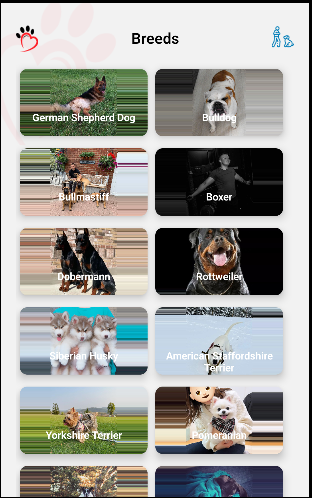 Breeds
German Shepherd Dog
Bulldog
Bullmastiff
Boxer
Dobermann
Rottweiler
Siberian Husky
American Staffordshire
Terrier
Yorkshire Terrier
Pomeranian